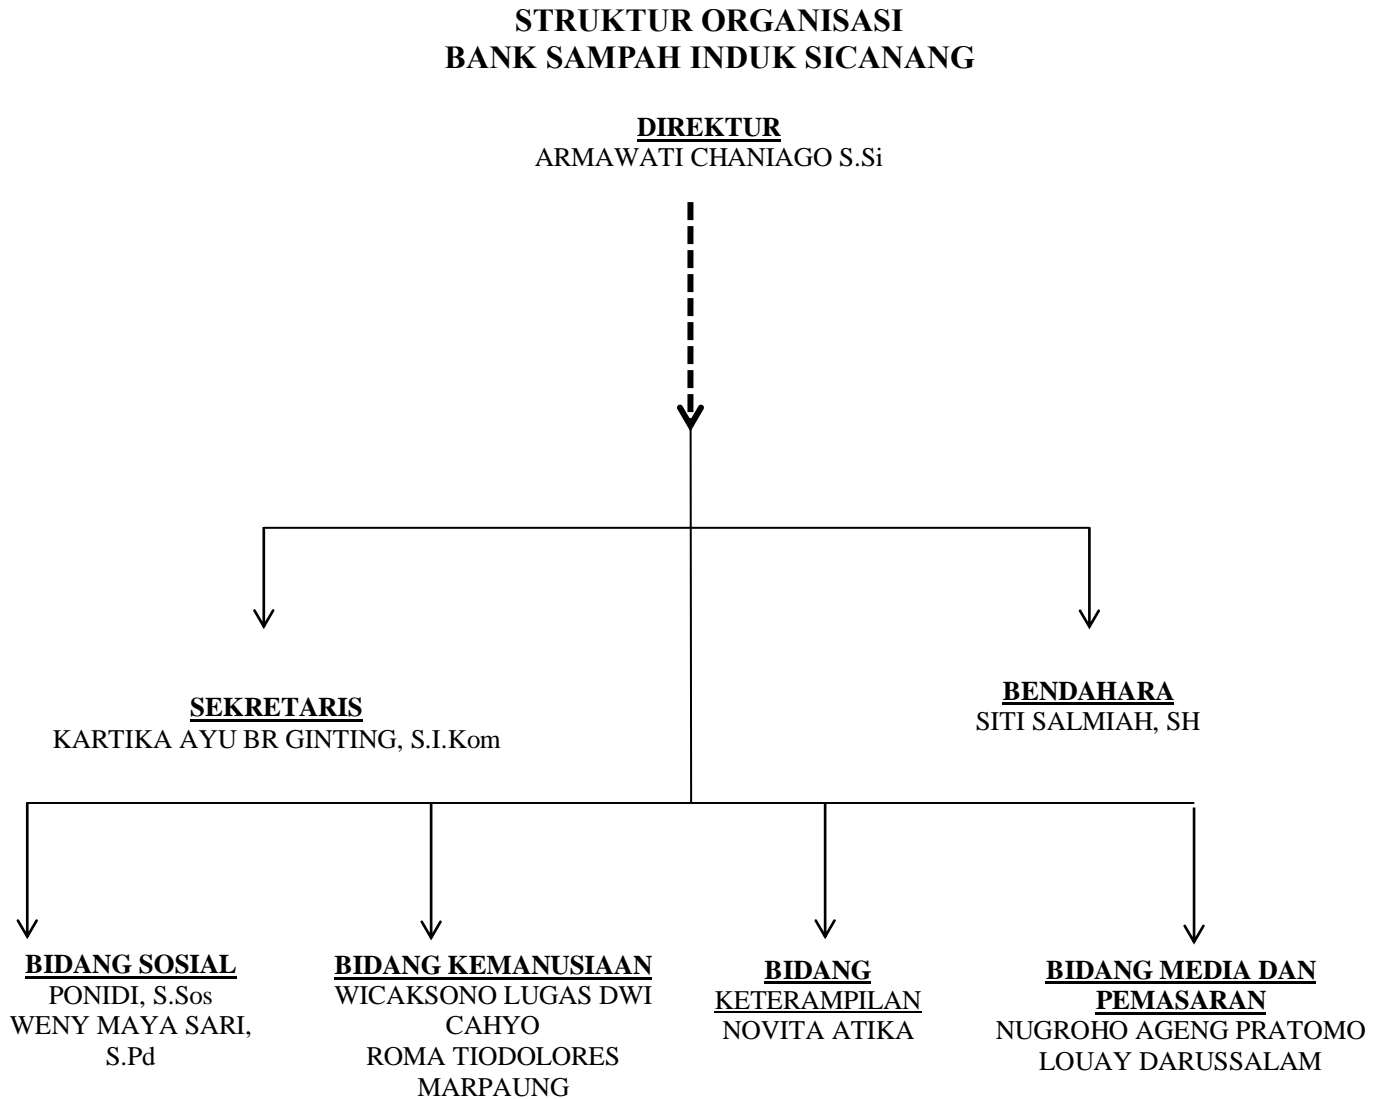 STRUKTUR ORGANISASI
BANK SAMPAH INDUK SICANANG
DIREKTUR
ARMAWATI CHANIAGO S.Si
SEKRETARIS
KARTIKA AYU BR GINTING, S.I.Kom
BENDAHARA
SITI SALMIAH, SH
BIDANG SOSIAL
PONIDI, S.Sos
WENY MAYA SARI,
S.Pd
BIDANG KEMANUSIAAN
WICAKSONO LUGAS DWI
CAHYO
ROMA TIODOLORES
MARPAUNG
BIDANG
KETERAMPILAN
NOVITA ATIKA
BIDANG MEDIA DAN
PEMASARAN
NUGROHO AGENG PRATOMO
LOUAY DARUSSALAM